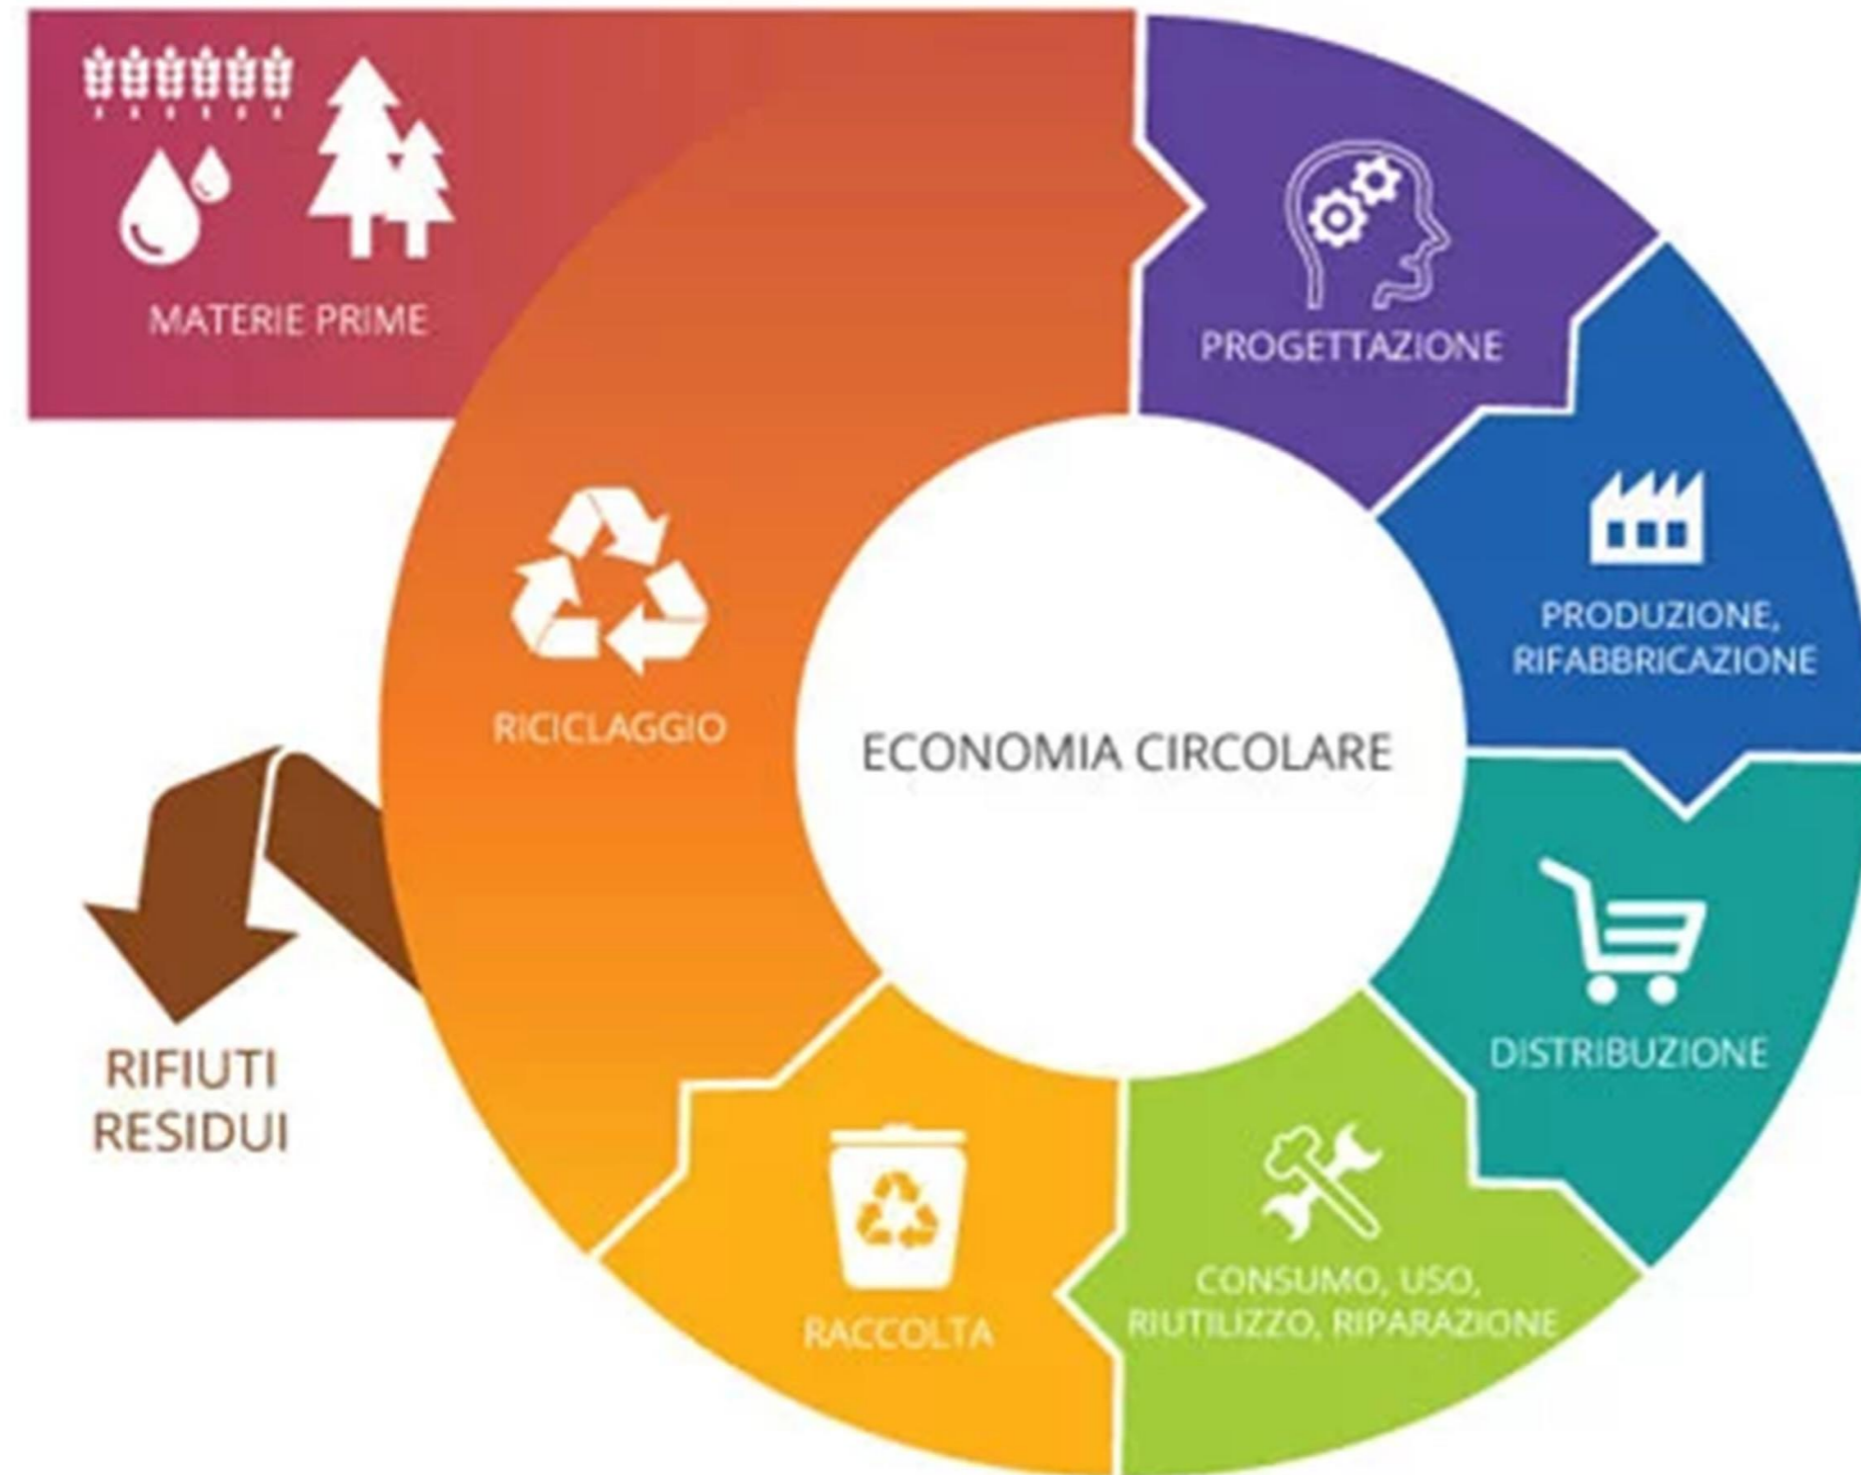 MATERIE PRIME
PROGETTAZIONE
PRODUZIONE,
RIFABBRICAZIONE
DISTRIBUZIONE
CONSUMO, USO,
RIUTILIZZO, RIPARAZIONE
RACCOLTA
RICICLAGGIO
RIFIUTI
RESIDUI
ECONOMIA CIRCOLARE